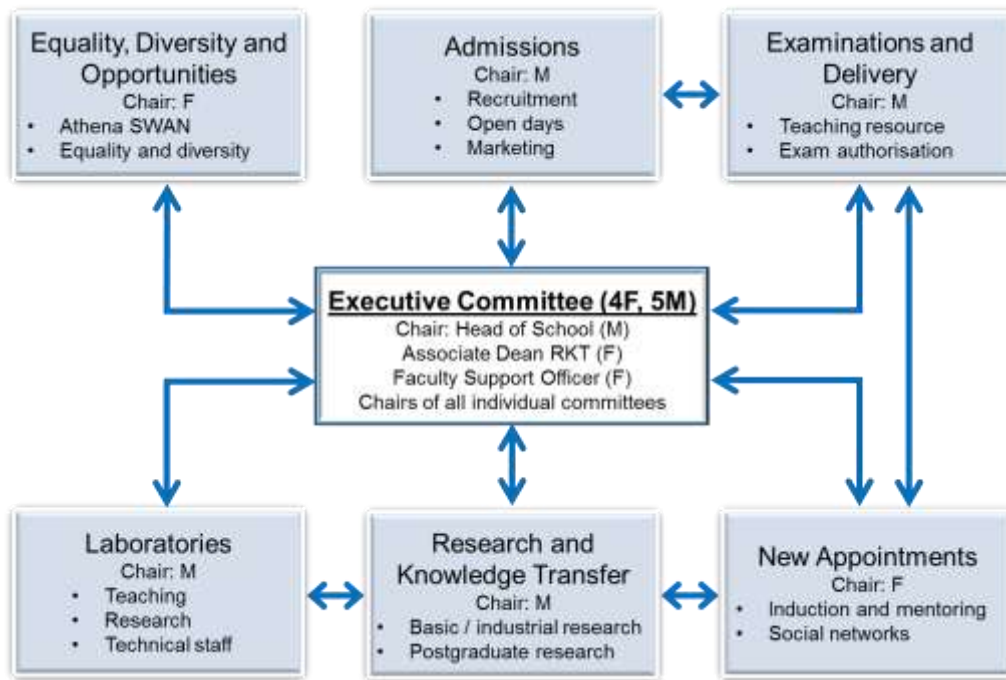 Equality, Diversity and
Opportunities
Chair: F
• Athena SWAN
• Equality and diversity
Admissions
Chair: M
• Recruitment
• Open days
• Marketing
Examinations and
Delivery
Chair: M
• Teaching resource
• Exam authorisation
Executive Committee (4F, 5M)
Chair: Head of School (M)
Associate Dean RKT (F)
Faculty Support Officer (F)
Chairs of all individual committees
Laboratories
Chair: M
• Teaching
• Research
• Technical staff
Research and
Knowledge Transfer
Chair: M
• Basic / industrial research
• Postgraduate research
New Appointments
Chair: F
• Induction and mentoring
• Social networks